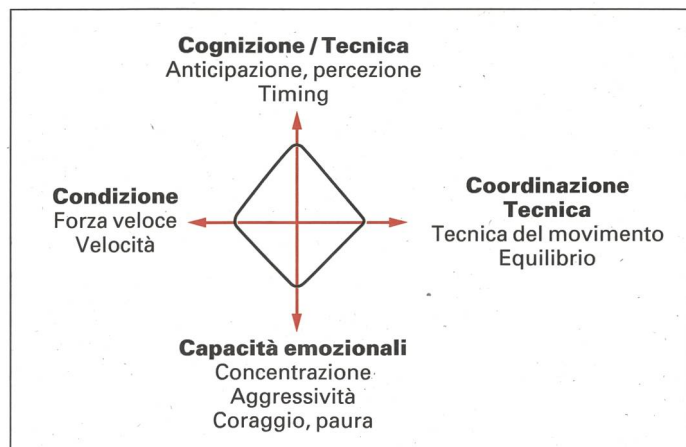 Cognizione / Tecnica
Anticipazione, percezione
Timing
Condizione
Forza veloce
Velocità
Coordinazione
Tecnica
Tecnica del movimento
Equilibrio
Capacità emozionali
Concentrazione
Aggressività
Coraggio, paura